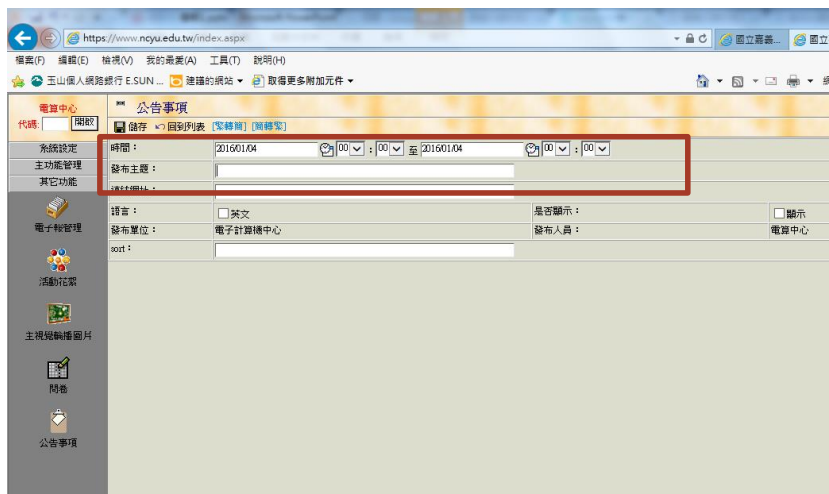 https://www.ncyu.edu.tw/index.aspx
國立嘉義...
國立
檔案(F) 編輯(E) 檢視(V) 我的最愛(A) 工具(T) 說明(H)
玉山個人網路銀行 E.SUN ... 建議的網站 取得更多附加元件
電算中心
代碼: 開啟
公告事項
儲存 回到列表 [繁轉簡] [簡轉繁]
系統設定
主功能管理
其它功能
電子報管理
活動花絮
主視覺輪播圖片
問卷
公告事項
時間: 2016/01/04 00 : 00 至 2016/01/04 00 : 00
發布主題:
連結網址:
語言: 英文 是否顯示: 顯示
發布單位: 電子計算機中心 發布人員: 電算中心
sort: